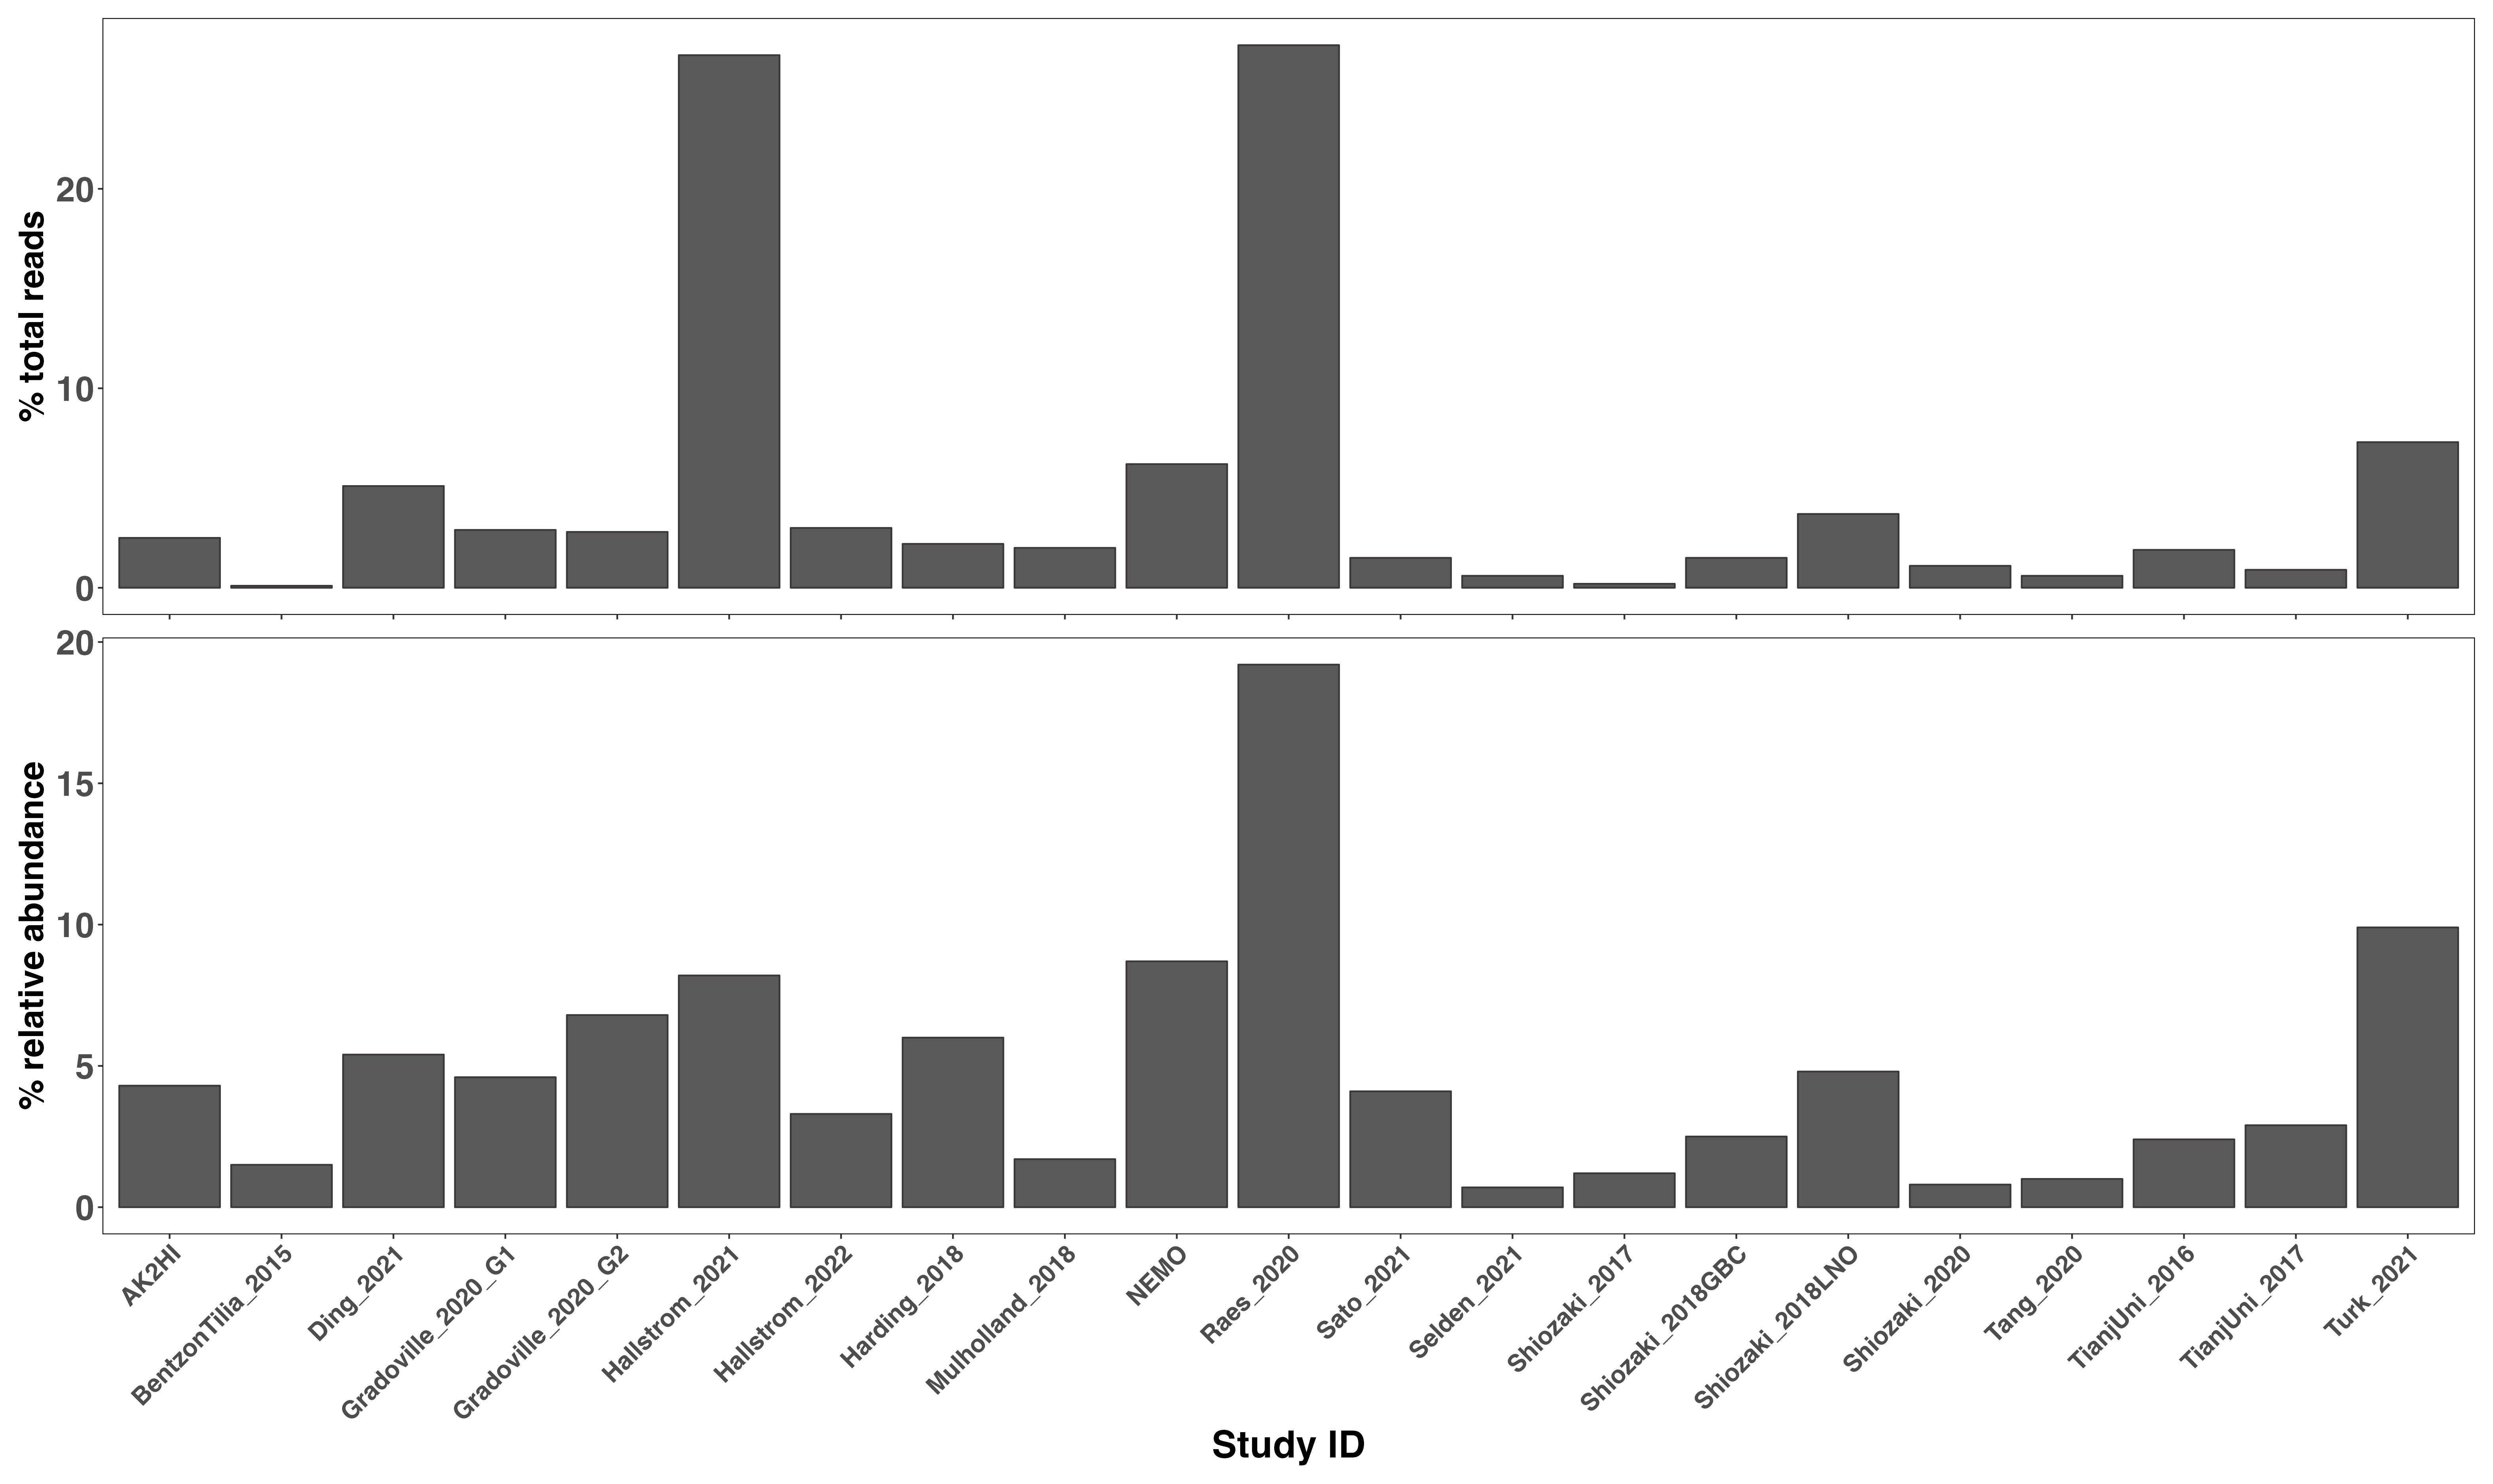 % total reads
20
10
0
% relative abundance
20
15
10
5
0
AK2HI
BentzonTilia_2015
Ding_2021
Gradoville_2020_G1
Gradoville_2020_G2
Hallstrom_2021
Hallstrom_2022
Harding_2018
Mulholland_2018
NEMO
Raes_2020
Sato_2021
Selden_2021
Shiozaki_2017
Shiozaki_2018GBC
Shiozaki_2018LNO
Shiozaki_2020
Tang_2020
TianjUni_2016
TianjUni_2017
Turk_2021
Study ID